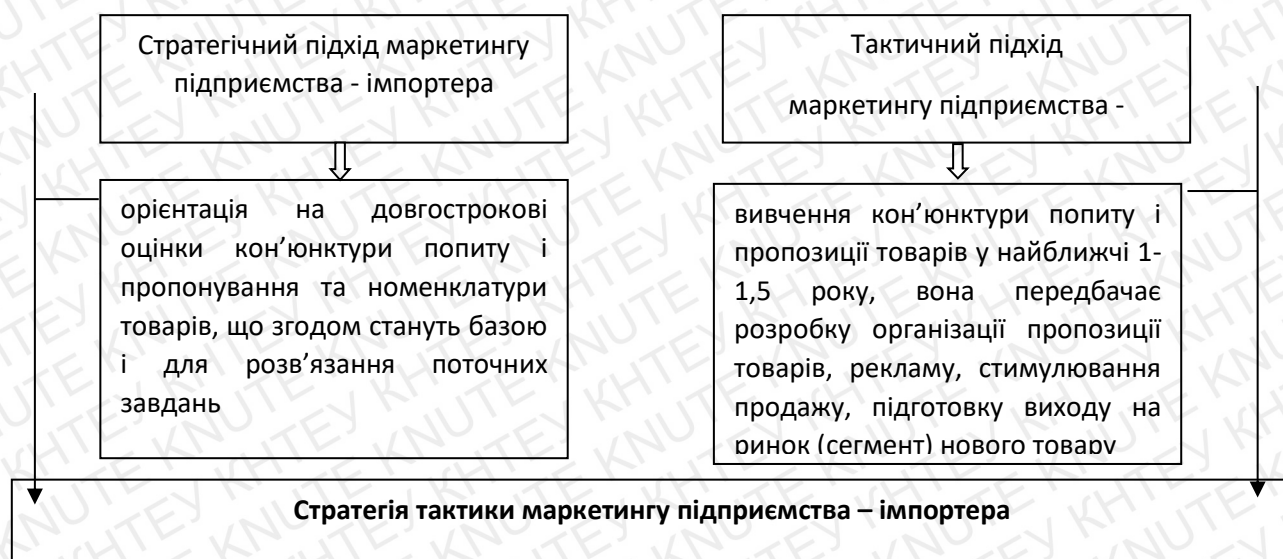 Стратегічний підхід маркетингу
підприємства - імпортера
Тактичний підхід
маркетингу підприємства -
орієнтація на довгострокові
оцінки кон’юнктури попиту і
пропонування та номенклатури
товарів, що згодом стануть базою
і для розв’язання поточних
завдань
вивчення кон’юнктури попиту і
пропозиції товарів у найближчі 1-
1,5 року, вона передбачає
розробку організації пропозиції
товарів, рекламу, стимулювання
продажу, підготовку виходу на
ринок (сегмент) нового товару
Стратегія тактики маркетингу підприємства – імпортера